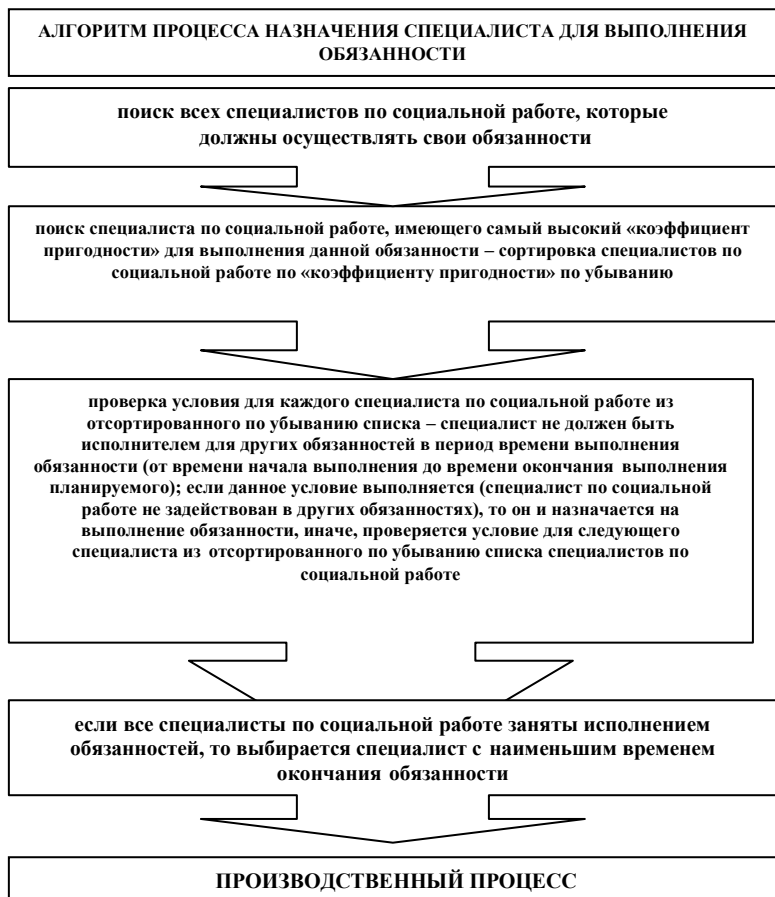 АЛГОРИТМ ПРОЦЕССА НАЗНАЧЕНИЯ СПЕЦИАЛИСТА ДЛЯ ВЫПОЛНЕНИЯ
ОБЯЗАННОСТИ
поиск всех специалистов по социальной работе, которые
должны осуществлять свои обязанности
поиск специалиста по социальной работе, имеющего самый высокий «коэффициент
пригодности» для выполнения данной обязанности – сортировка специалистов по
социальной работе по «коэффициенту пригодности» по убыванию
проверка условия для каждого специалиста по социальной работе из
отсортированного по убыванию списка – специалист не должен быть
исполнителем для других обязанностей в период времени выполнения
обязанности (от времени начала выполнения до времени окончания выполнения
планируемого); если данное условие выполняется (специалист по социальной
работе не задействован в других обязанностях), то он и назначается на
выполнение обязанности, иначе, проверяется условие для следующего
специалиста из отсортированного по убыванию списка специалистов по
социальной работе
если все специалисты по социальной работе заняты исполнением
обязанностей, то выбирается специалист с наименьшим временем
окончания обязанности
ПРОИЗВОДСТВЕННЫЙ ПРОЦЕСС